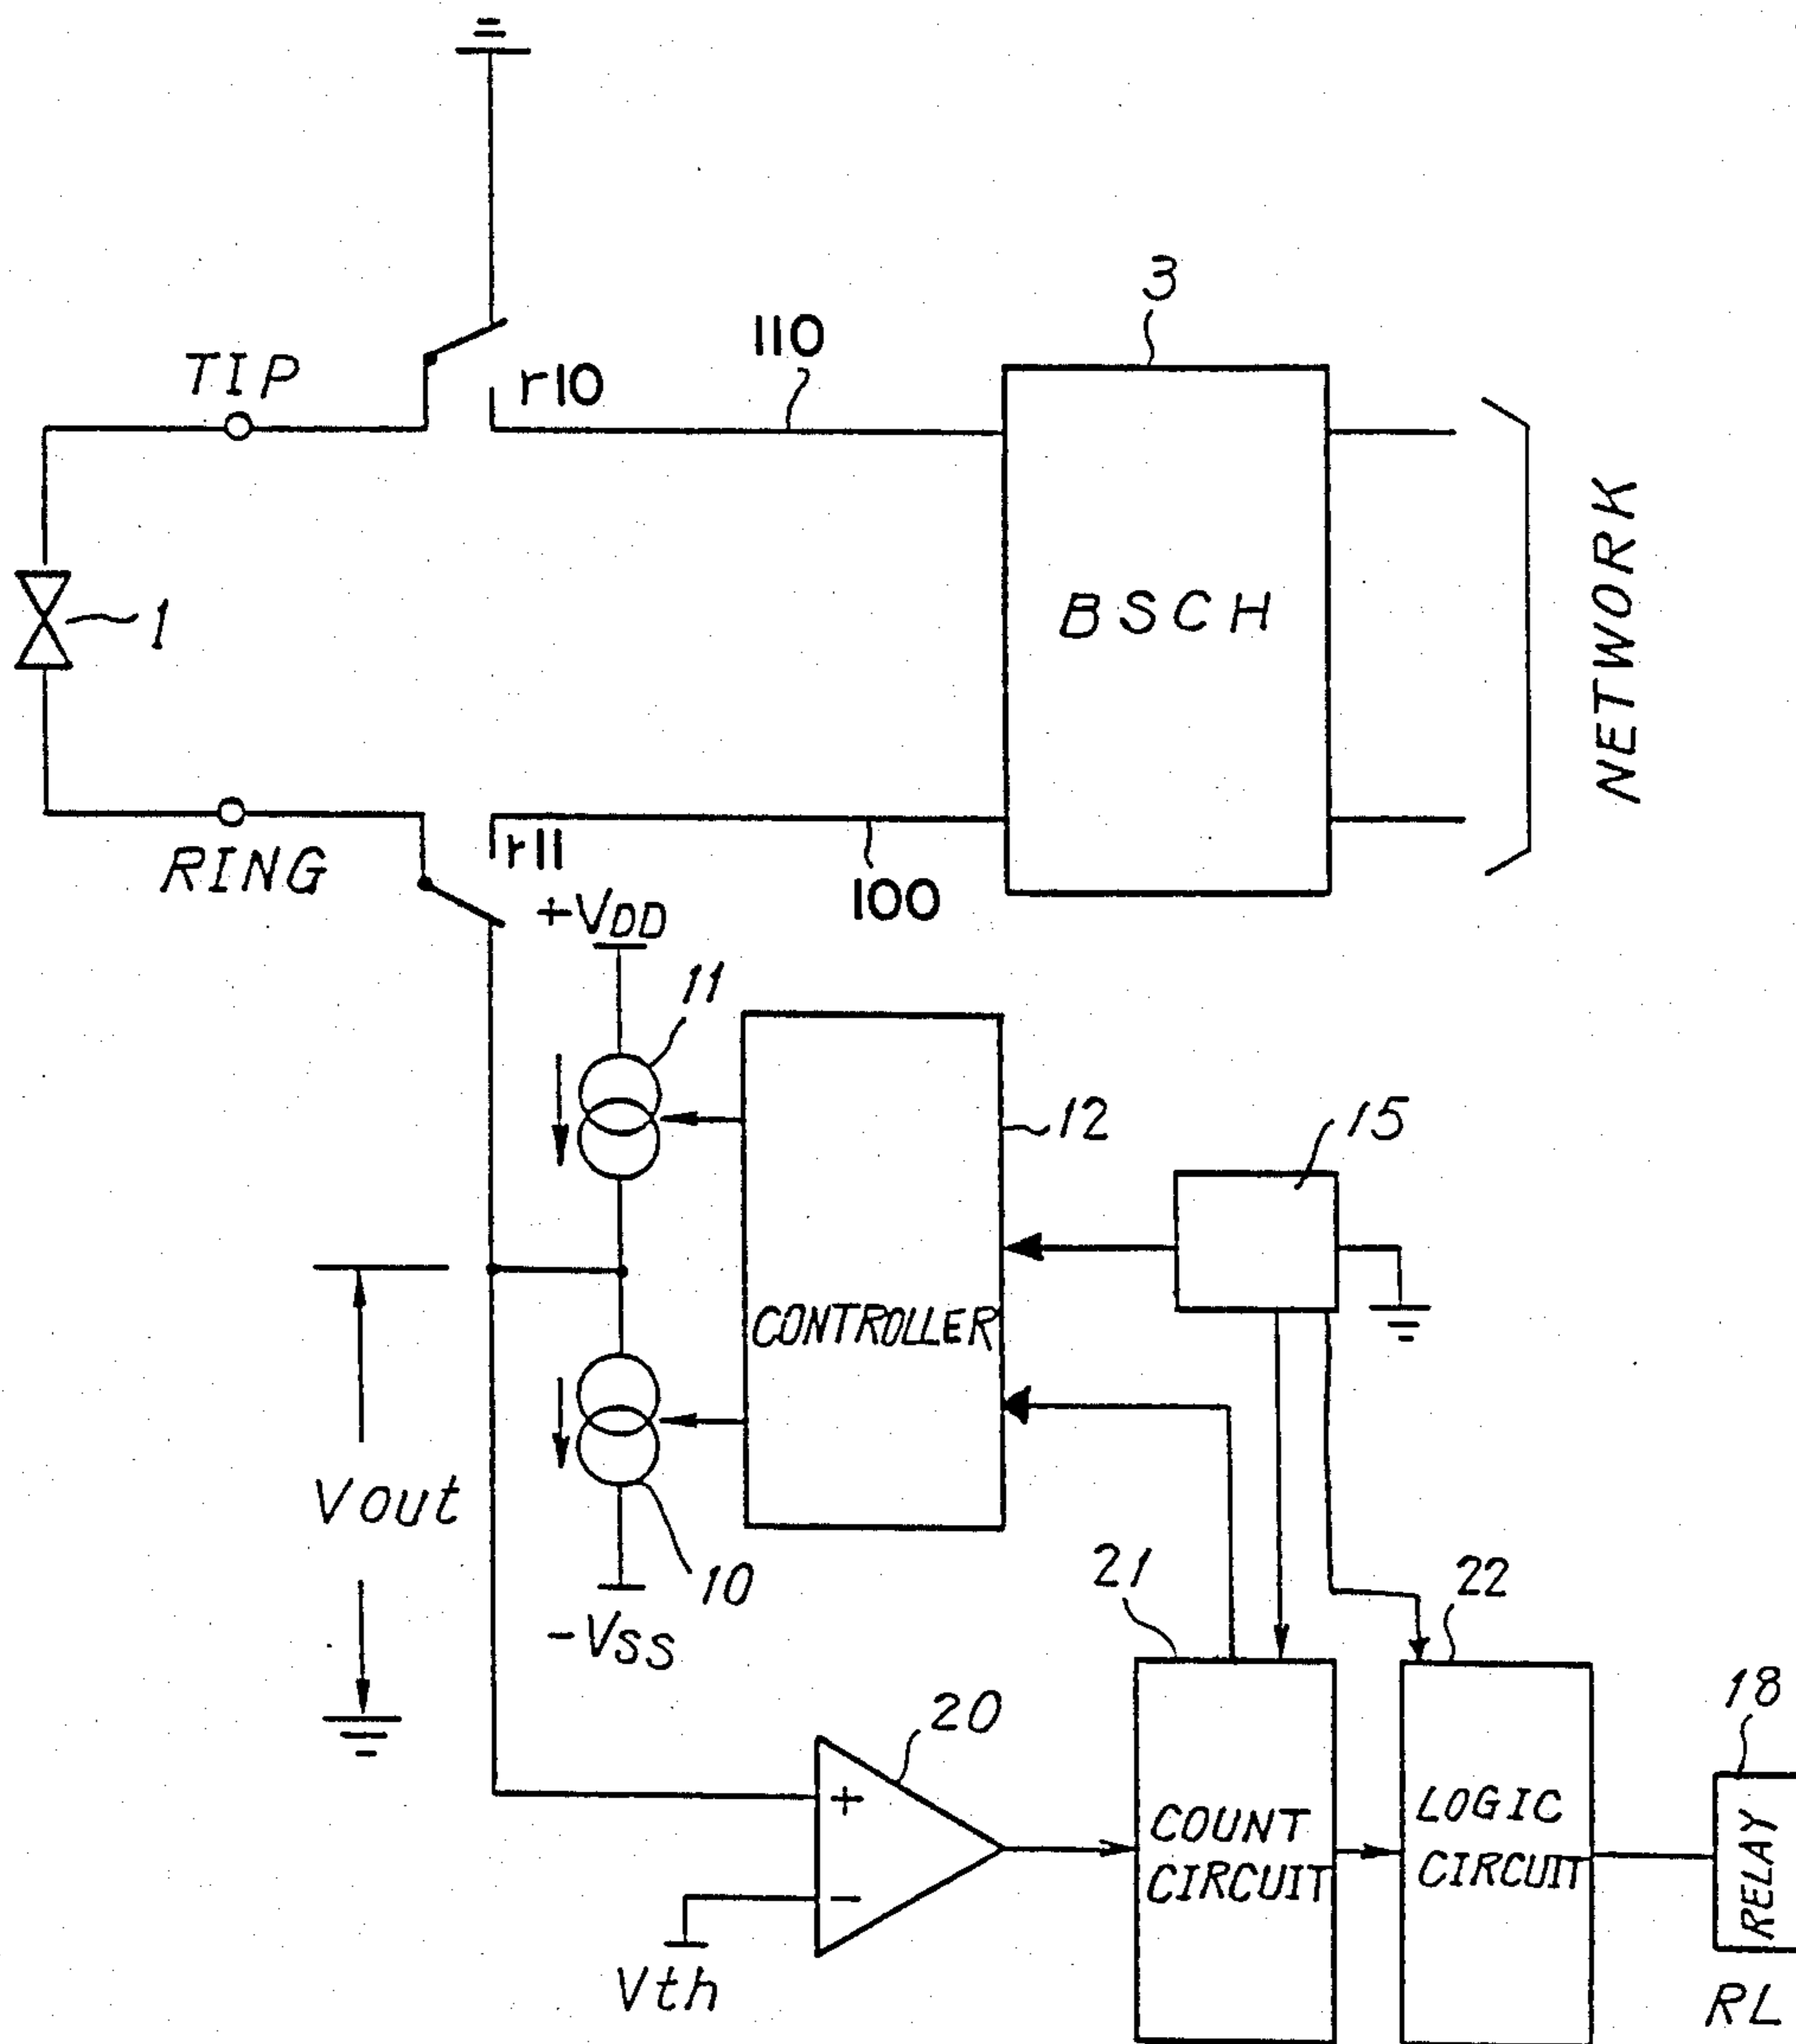 3
110
TIP
r10
1
BSCH
NETWORK
r11
RING
100
+VDD
11
12
15
CONTROLLER
Vout
10
-VSS
21
22
18
20
+
COUNT
CIRCUIT
LOGIC
CIRCUIT
RELAY
-
Vth
RL